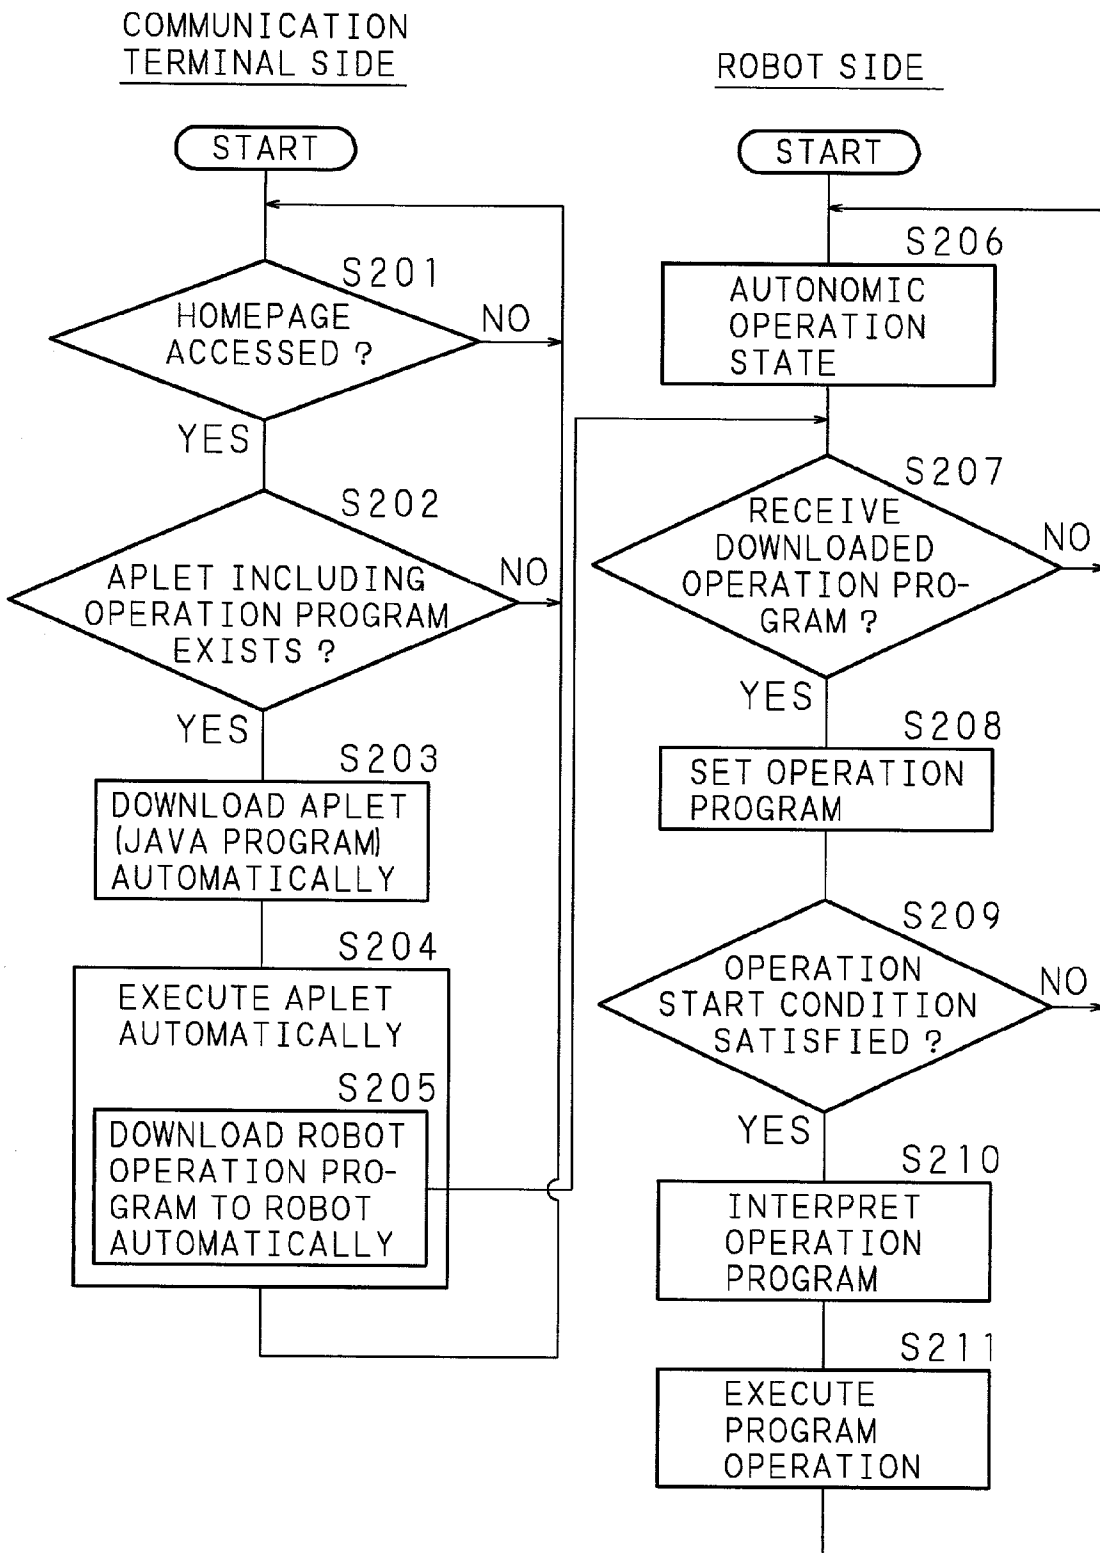 COMMUNICATION
TERMINAL SIDE
START
S201
HOMEPAGE
ACCESSED ?
NO
YES
S202
APLET INCLUDING
OPERATION PROGRAM
EXISTS ?
NO
YES
S203
DOWNLOAD APLET
(JAVA PROGRAM)
AUTOMATICALLY
S204
EXECUTE APLET
AUTOMATICALLY
S205
DOWNLOAD ROBOT
OPERATION PRO-
GRAM TO ROBOT
AUTOMATICALLY
ROBOT SIDE
START
S206
AUTONOMIC
OPERATION
STATE
S207
RECEIVE
DOWNLOADED
OPERATION PRO-
GRAM ?
NO
YES
S208
SET OPERATION
PROGRAM
S209
OPERATION
START CONDITION
SATISFIED ?
NO
YES
S210
INTERPRET
OPERATION
PROGRAM
S211
EXECUTE
PROGRAM
OPERATION